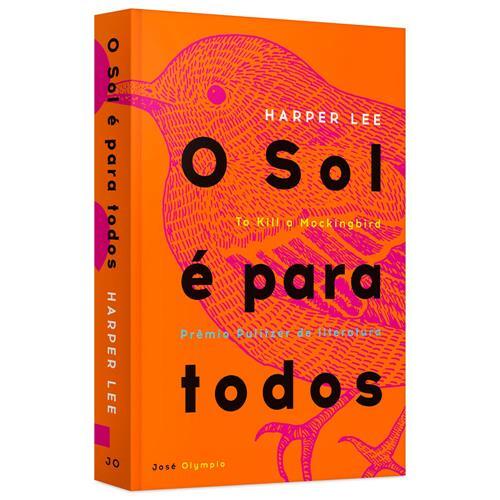 O Sol é para todos
HARPER LEE
JO
HARPER LEE
O Sol
To Kill a Mockingbird
é para
Prêmio Pulitzer de literatura
todos
José Olympio